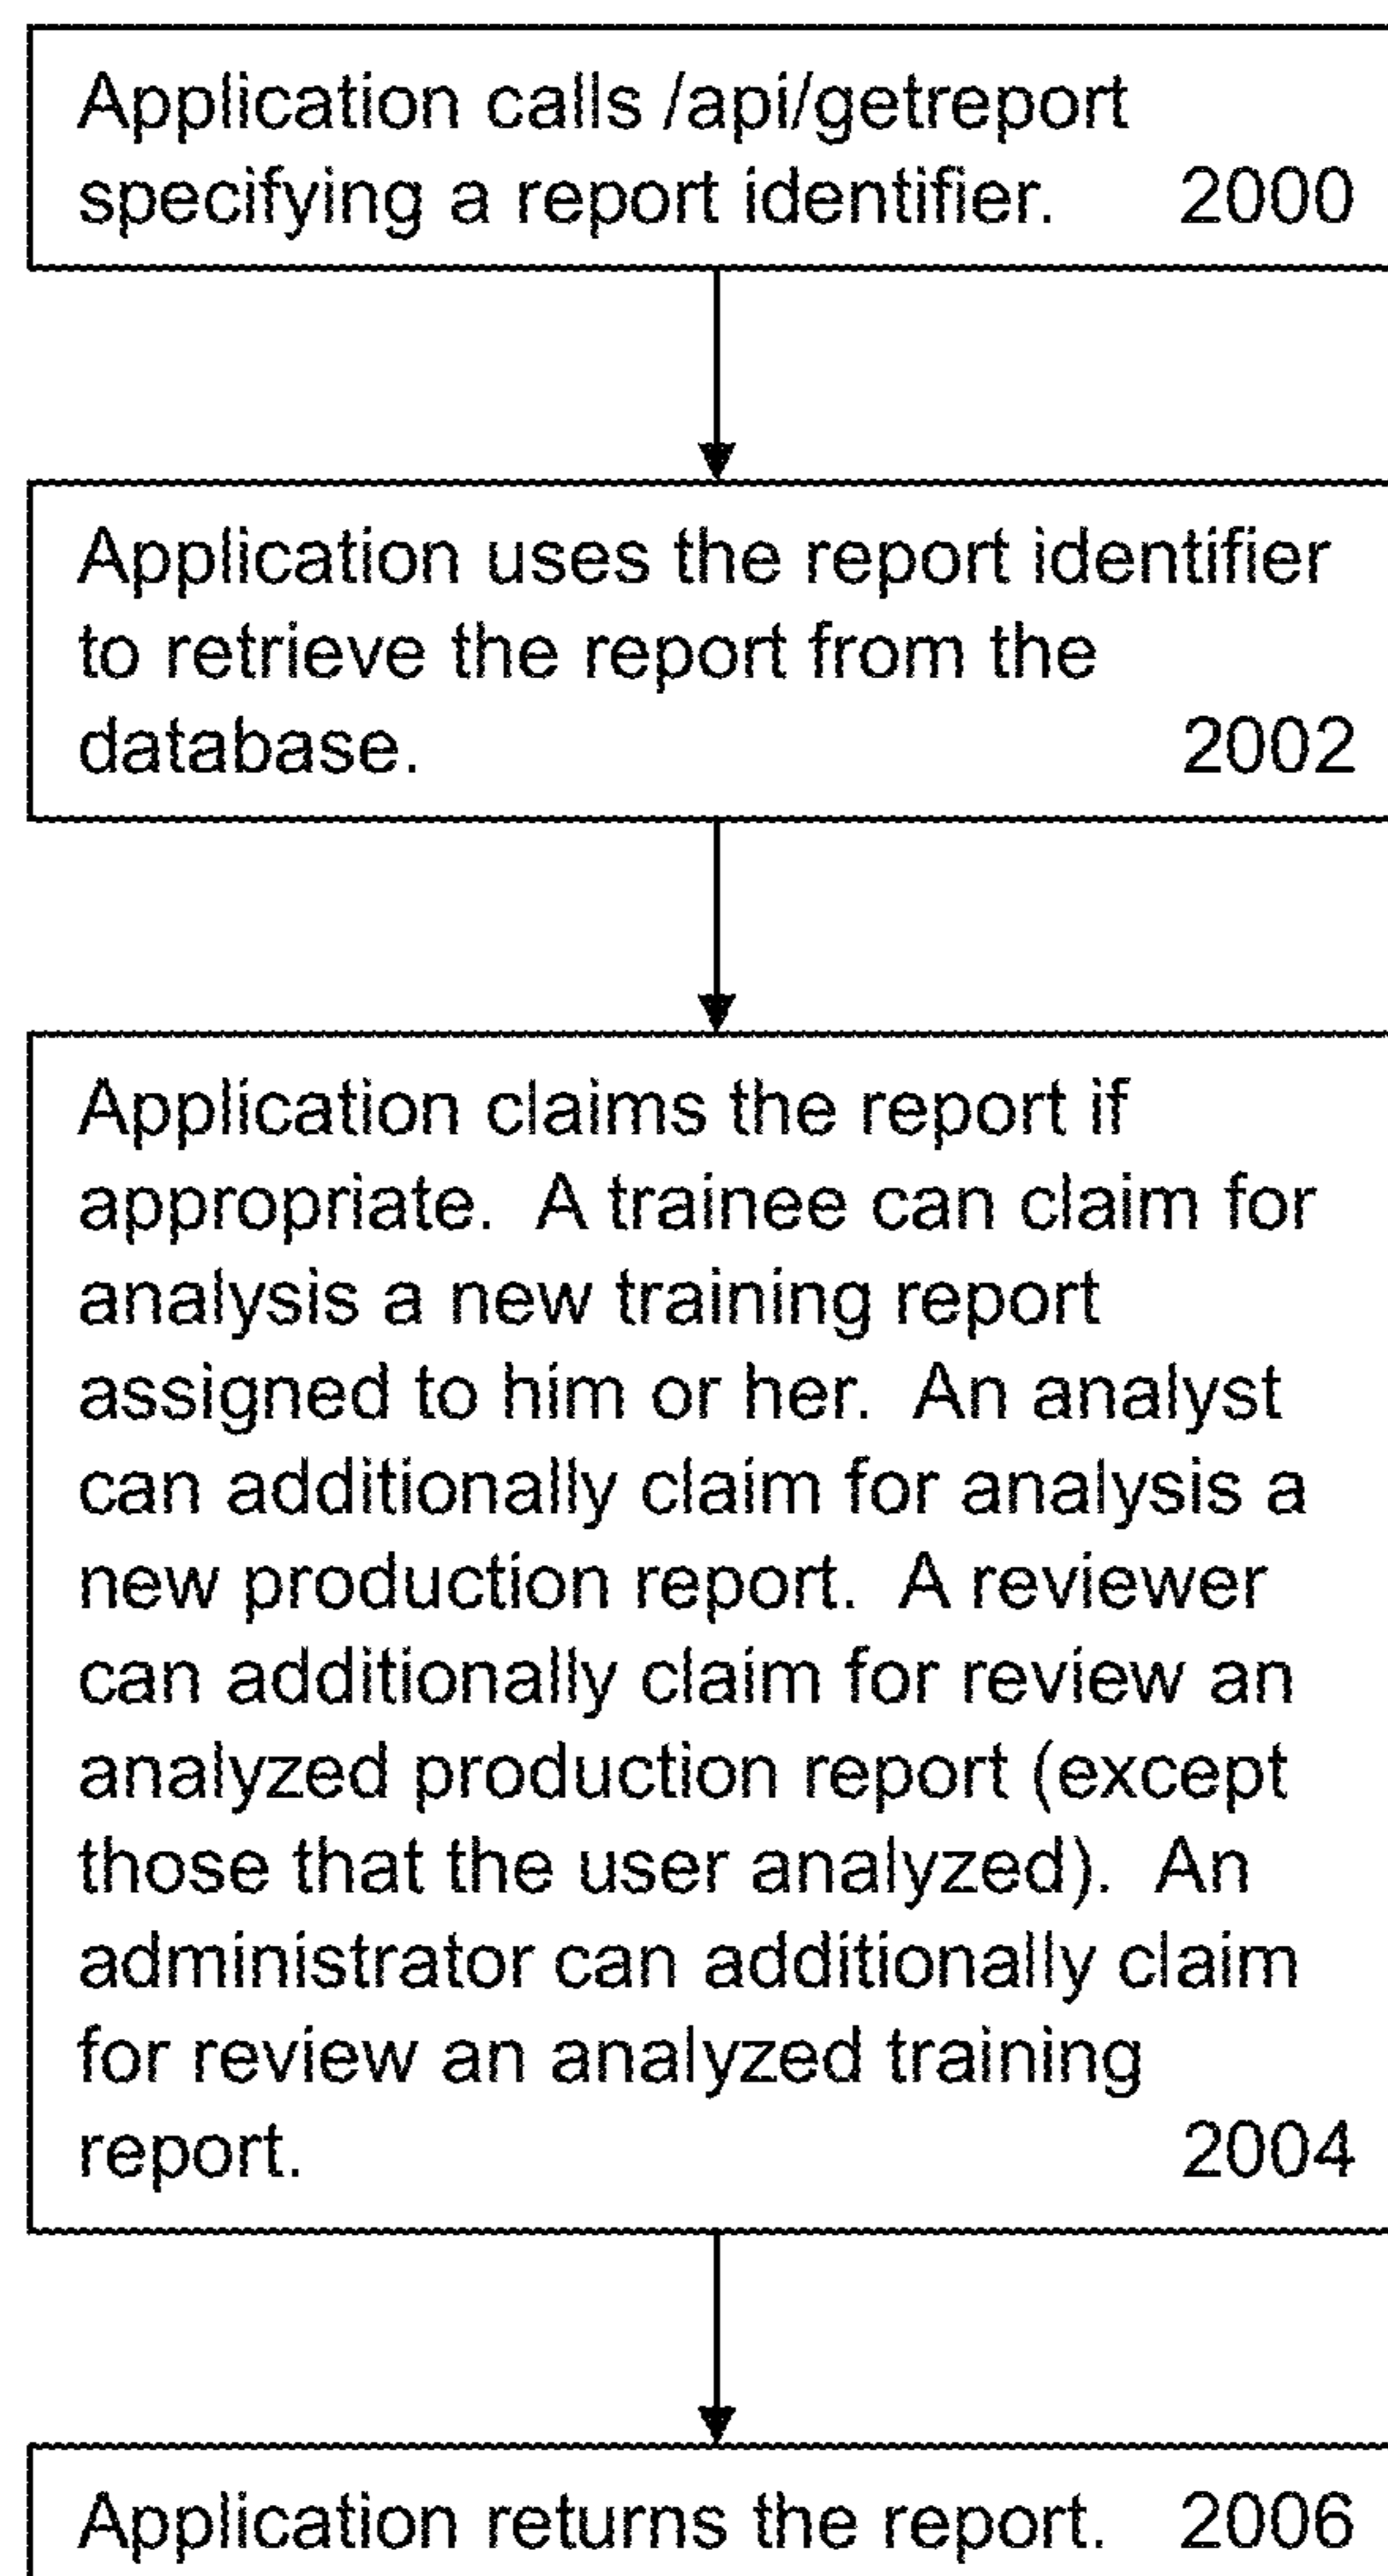 Application calls /api/getreport
specifying a report identifier. 2000
Application uses the report identifier
to retrieve the report from the
database. 2002
Application claims the report if
appropriate. A trainee can claim for
analysis a new training report
assigned to him or her. An analyst
can additionally claim for analysis a
new production report. A reviewer
can additionally claim for review an
analyzed production report (except
those that the user analyzed). An
administrator can additionally claim
for review an analyzed training
report. 2004
Application returns the report. 2006